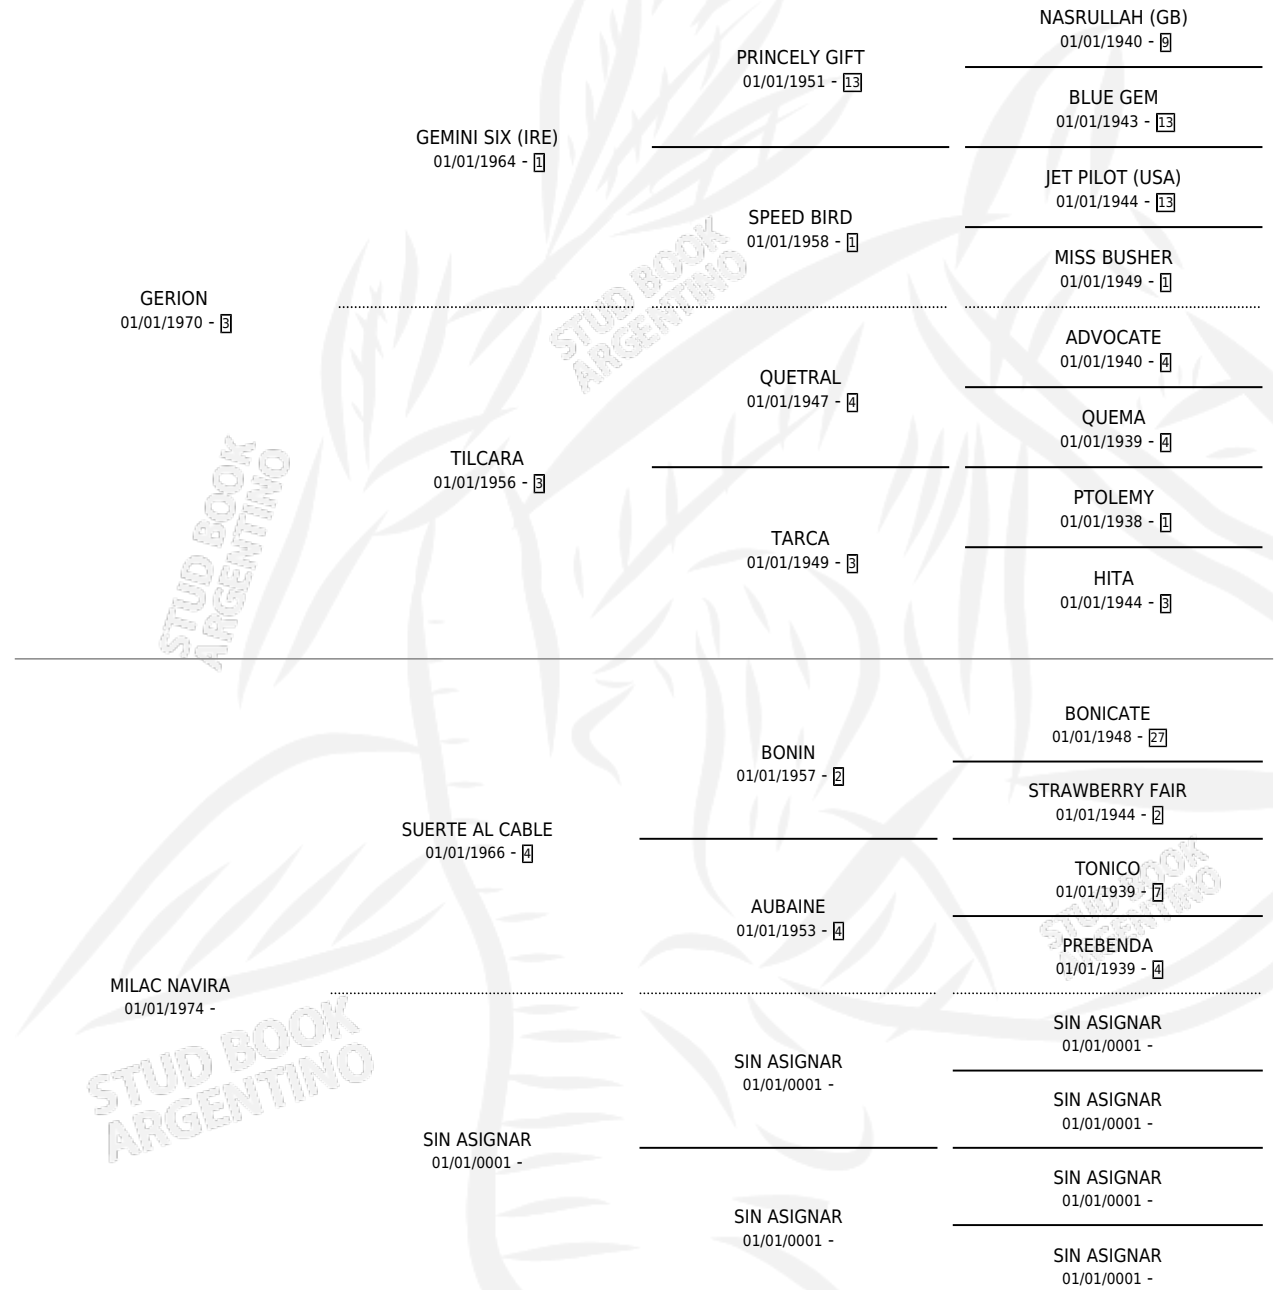 NASRULLAH (GB)
01/01/1940 - 9
PRINCELY GIFT
01/01/1951 - 13
BLUE GEM
01/01/1943 - 13
GEMINI SIX (IRE)
01/01/1964 - 1
JET PILOT (USA)
01/01/1944 - 13
SPEED BIRD
01/01/1958 - 1
MISS BUSHER
01/01/1949 - 1
GERION
01/01/1970 - 3
ADVOCATE
01/01/1940 - 4
QUETRAL
01/01/1947 - 4
QUEMA
01/01/1939 - 4
TILCARA
01/01/1956 - 3
PTOLEMY
01/01/1938 - 1
TARCA
01/01/1949 - 3
HITA
01/01/1944 - 3
STUD BOOK
ARGENTINO
STUD BOOK
ARGENTINO
BONICATE
01/01/1948 - 27
BONIN
01/01/1957 - 2
STRAWBERRY FAIR
01/01/1944 - 2
SUERTE AL CABLE
01/01/1966 - 4
TONICO
01/01/1939 - 7
AUBAINE
01/01/1953 - 4
PREBENDA
01/01/1939 - 4
MILAC NAVIRA
01/01/1974 -
SIN ASIGNAR
01/01/0001 -
SIN ASIGNAR
01/01/0001 -
SIN ASIGNAR
01/01/0001 -
SIN ASIGNAR
01/01/0001 -
SIN ASIGNAR
01/01/0001 -
SIN ASIGNAR
01/01/0001 -
SIN ASIGNAR
01/01/0001 -
STUD BOOK
ARGENTINO
STUD BOOK
ARGENTINO